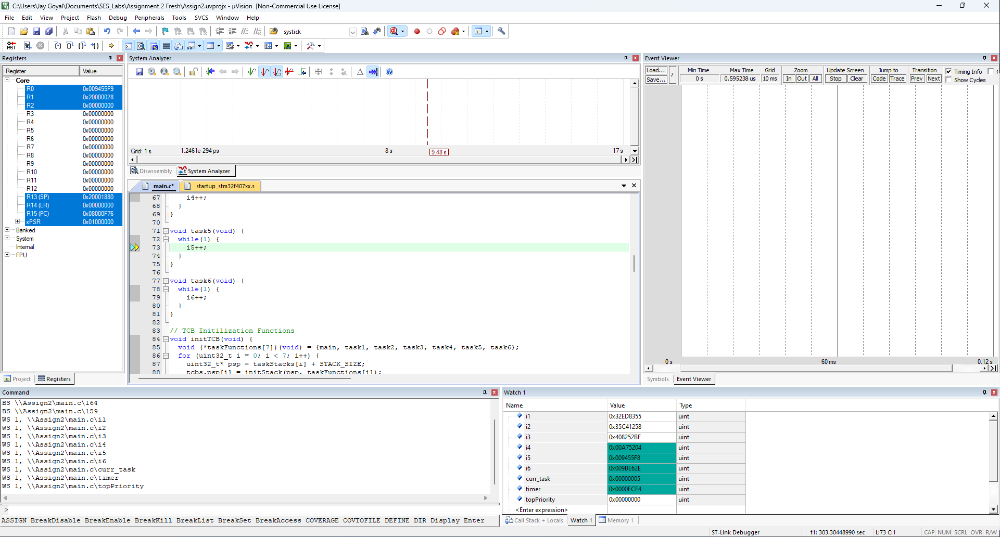 C:\Users\Jay Goyal\Documents\SES_Labs\Assignment 2 Fresh\Assign2.uvprojx - µVision [Non-Commercial Use License]
File Edit View Project Flash Debug Peripherals Tools SVCS Window Help
systick
RST
Registers
Register Value
Core
R0 0x009455F9
R1 0x20000028
R2 0x00000000
R3 0x00000000
R4 0x00000000
R5 0x00000000
R6 0x00000000
R7 0x00000000
R8 0x00000000
R9 0x00000000
R10 0x00000000
R11 0x00000000
R12 0x00000000
R13 (SP) 0x20001880
R14 (LR) 0x00000000
R15 (PC) 0x08000F76
xPSR 0x01000000
Banked
System
Internal
FPU
Project Registers
System Analyzer
Grid: 1 s 1.2461e-294 ps 8 s 9.48 s 17 s
Disassembly System Analyzer
main.c* startup_stm32f407xx.s
67 i4++;
68 }
69 }
70
71 void task5(void) {
72 while(1) {
73 i5++;
74 }
75 }
76
77 void task6(void) {
78 while(1) {
79 i6++;
80 }
81 }
82
83 // TCB Initilization Functions
84 void initTCB(void) {
85 void (*taskFunctions[7])(void) = {main, task1, task2, task3, task4, task5, task6};
86 for (uint32_t i = 0; i < 7; i++) {
87 uint32_t* psp = taskStacks[i] + STACK_SIZE;
88 tcbs.psp[i] = initStack(psp, taskFunctions[i]);
Event Viewer
Load... Min Time Max Time Grid Zoom Update Screen Jump to Transition Timing Info
Save... ? 0 s 0.595238 us 10 ms In Out All Stop Clear Code Trace Prev Next Show Cycles
0 s 60 ms 0.12 s
Symbols Event Viewer
Command
BS \\Assign2\main.c\164
BS \\Assign2\main.c\159
WS 1, \\Assign2\main.c\i1
WS 1, \\Assign2\main.c\i2
WS 1, \\Assign2\main.c\i3
WS 1, \\Assign2\main.c\i4
WS 1, \\Assign2\main.c\i5
WS 1, \\Assign2\main.c\i6
WS 1, \\Assign2\main.c\curr_task
WS 1, \\Assign2\main.c\timer
WS 1, \\Assign2\main.c\topPriority
>
ASSIGN BreakDisable BreakEnable BreakKill BreakList BreakSet BreakAccess COVERAGE COVTOFILE DEFINE DIR Display Enter
Watch 1
Name Value Type
i1 0x32ED8355 uint
i2 0x35C41258 uint
i3 0x408252BF uint
i4 0x00A75204 uint
i5 0x009455F8 uint
i6 0x009BE62E uint
curr_task 0x00000005 uint
timer 0x0000ECF4 uint
topPriority 0x00000000 uint
<Enter expression>
Call Stack + Locals Watch 1 Memory 1
ST-Link Debugger t1: 303.30448990 sec L:73 C:1 CAP NUM SCRL OVR R/W